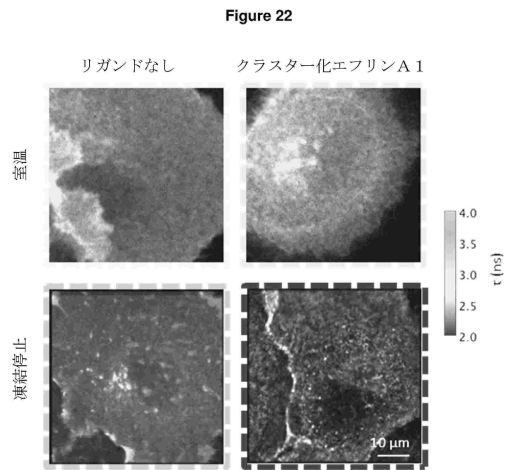 Figure 22
リガンドなし
クラスター化エフリンA1
室温
4.0
3.5
3.0
2.5
2.0
τ (ns)
凍結停止
10 μm